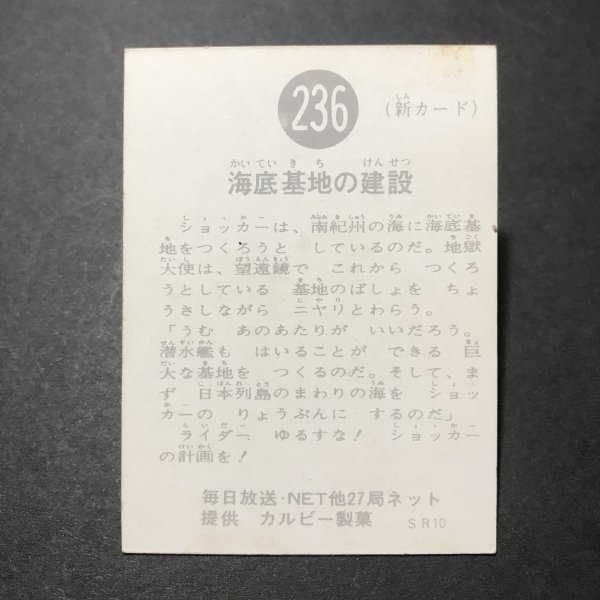 236
(新カード)
海底基地の建設
ショッカーは、南紀州の海に海底基
地をつくろうと しているのだ。地獄
大使は、望遠鏡で これから つくろ
うとしている 基地のばしょを ちょ
うさしながら ニヤリとわらう。
「うむ あのあたりが いいだろう。
潜水艦も はいることが できる 巨
大な基地を つくるのだ。そして、ま
ず 日本列島のまわりの海を ショッ
カーの りょうぶんに するのだ」
ライダー ゆるすな! ショッカー
の計画を!
毎日放送・NET他27局ネット
提供 カルビー製菓 SR10